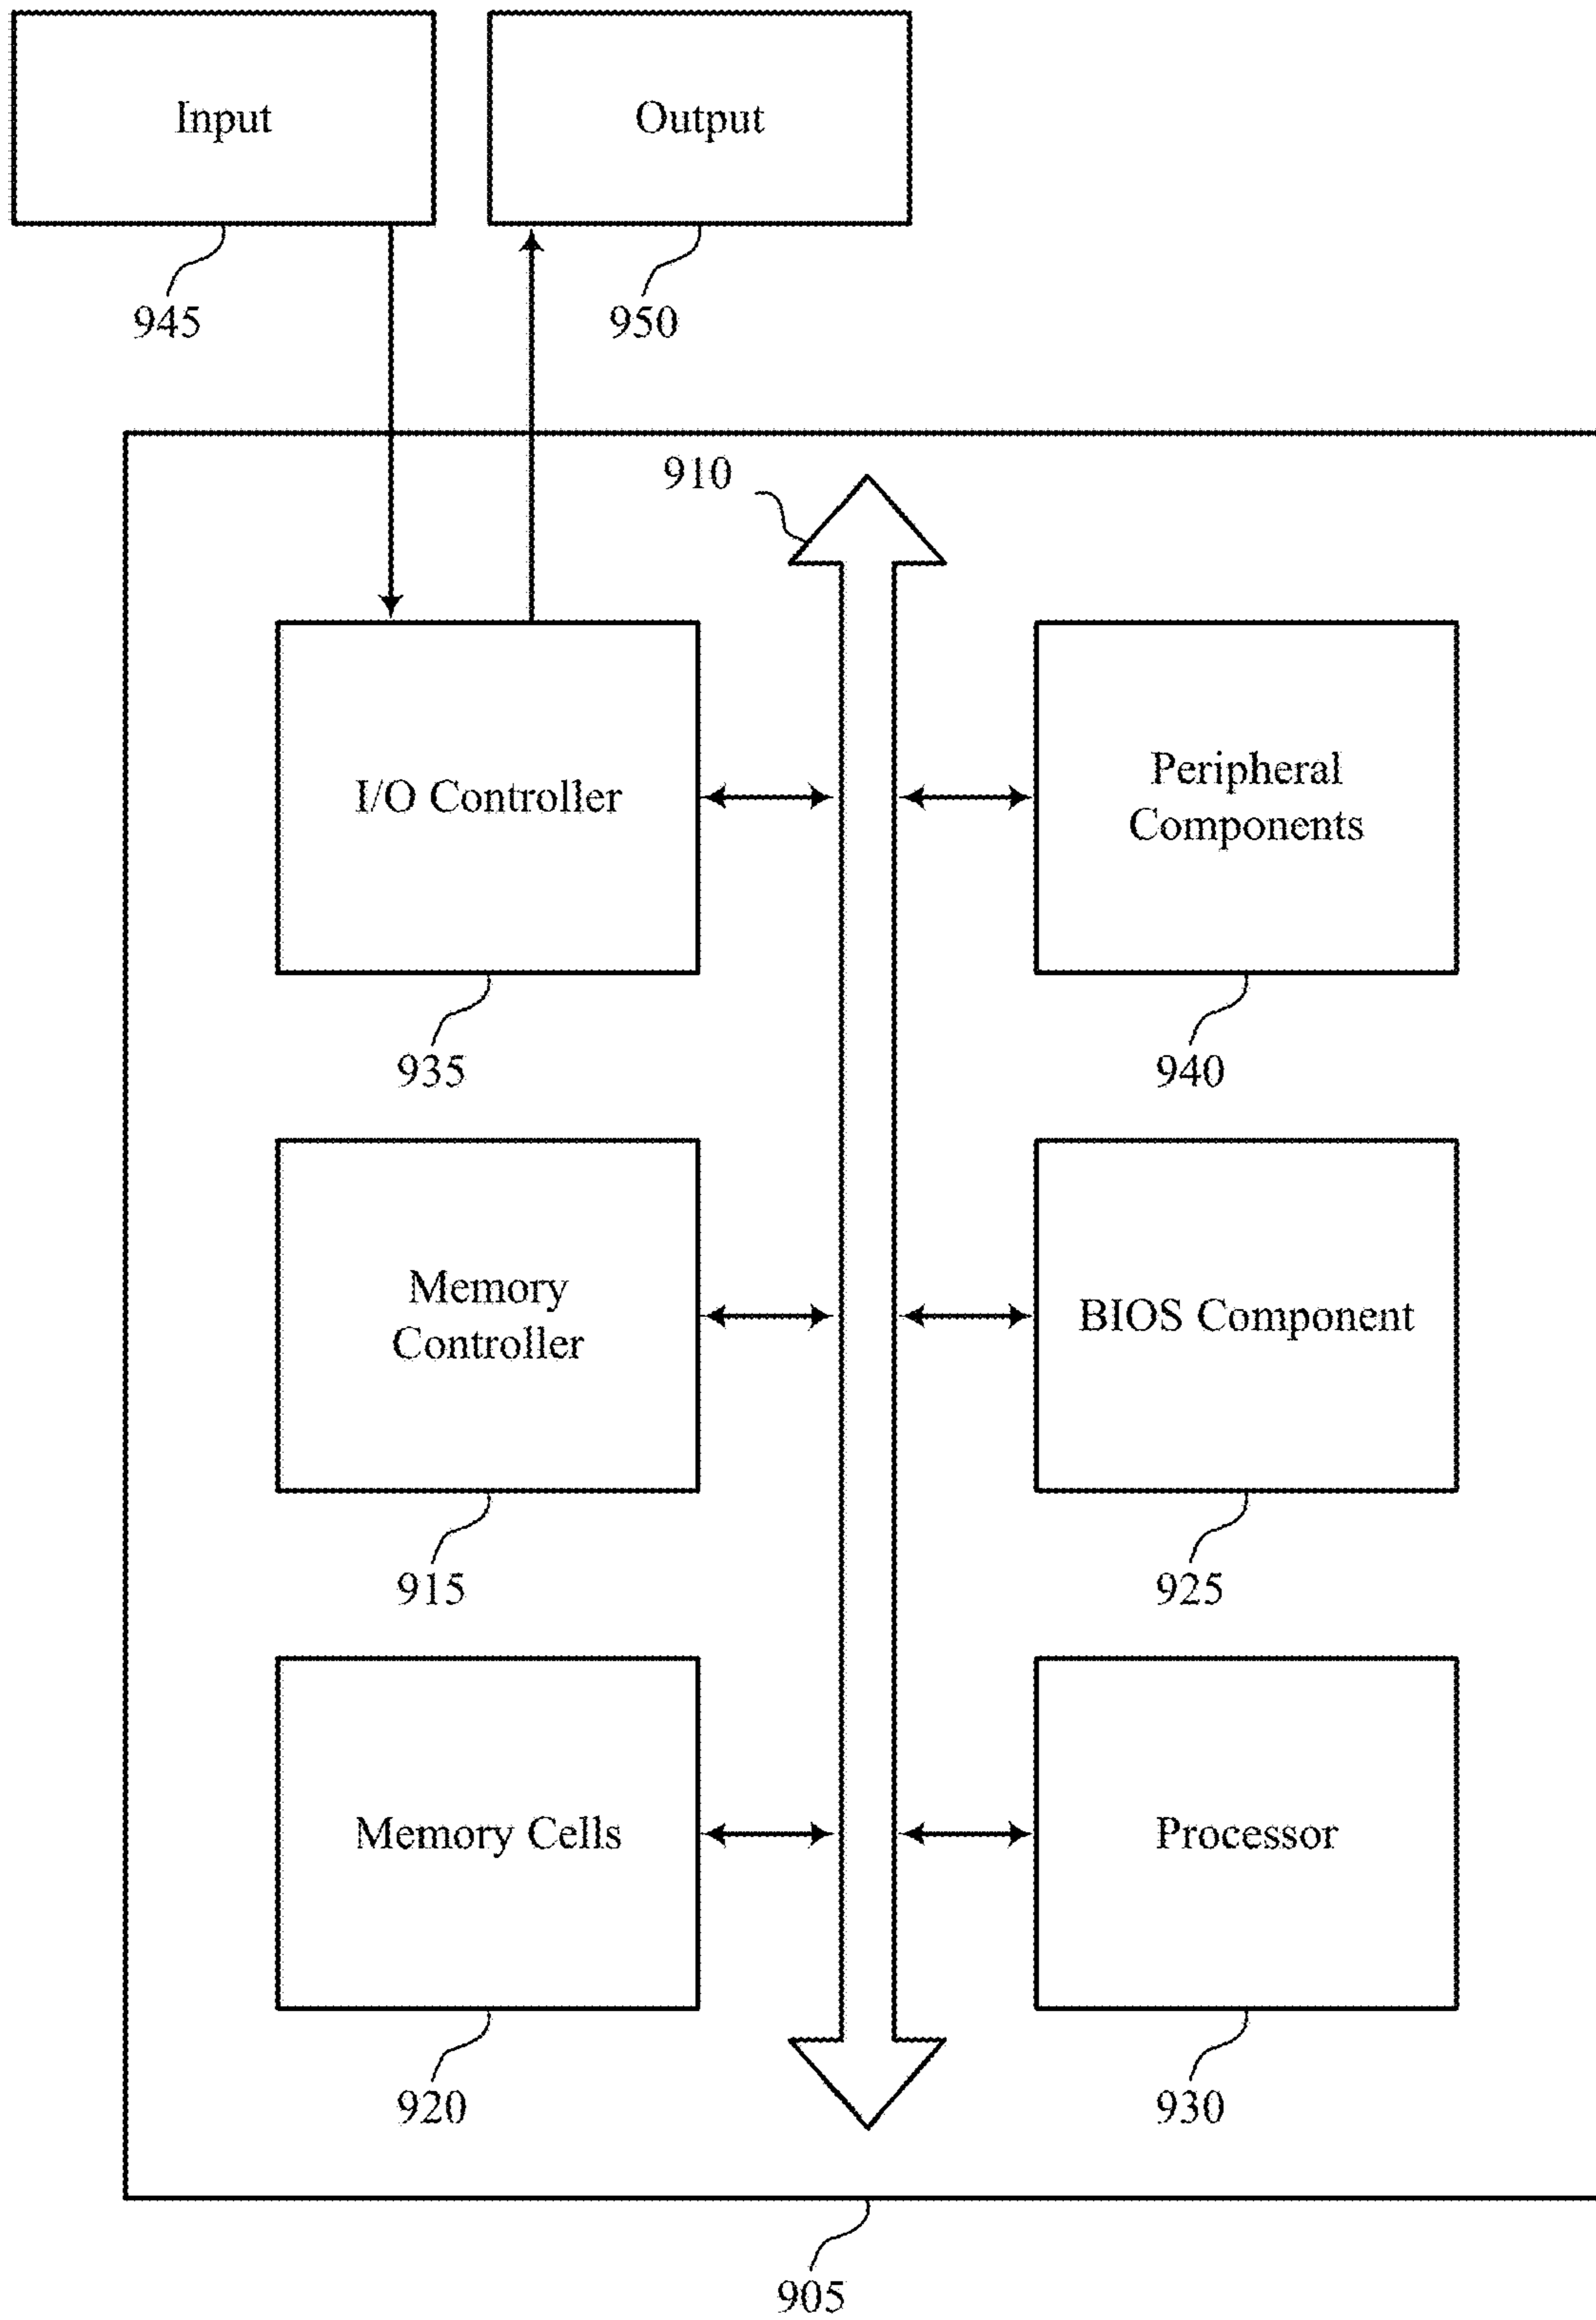 Input
Output
945
950
910
I/O Controller
Peripheral
Components
935
940
Memory
Controller
BIOS Component
915
925
Memory Cells
Processor
920
930
905